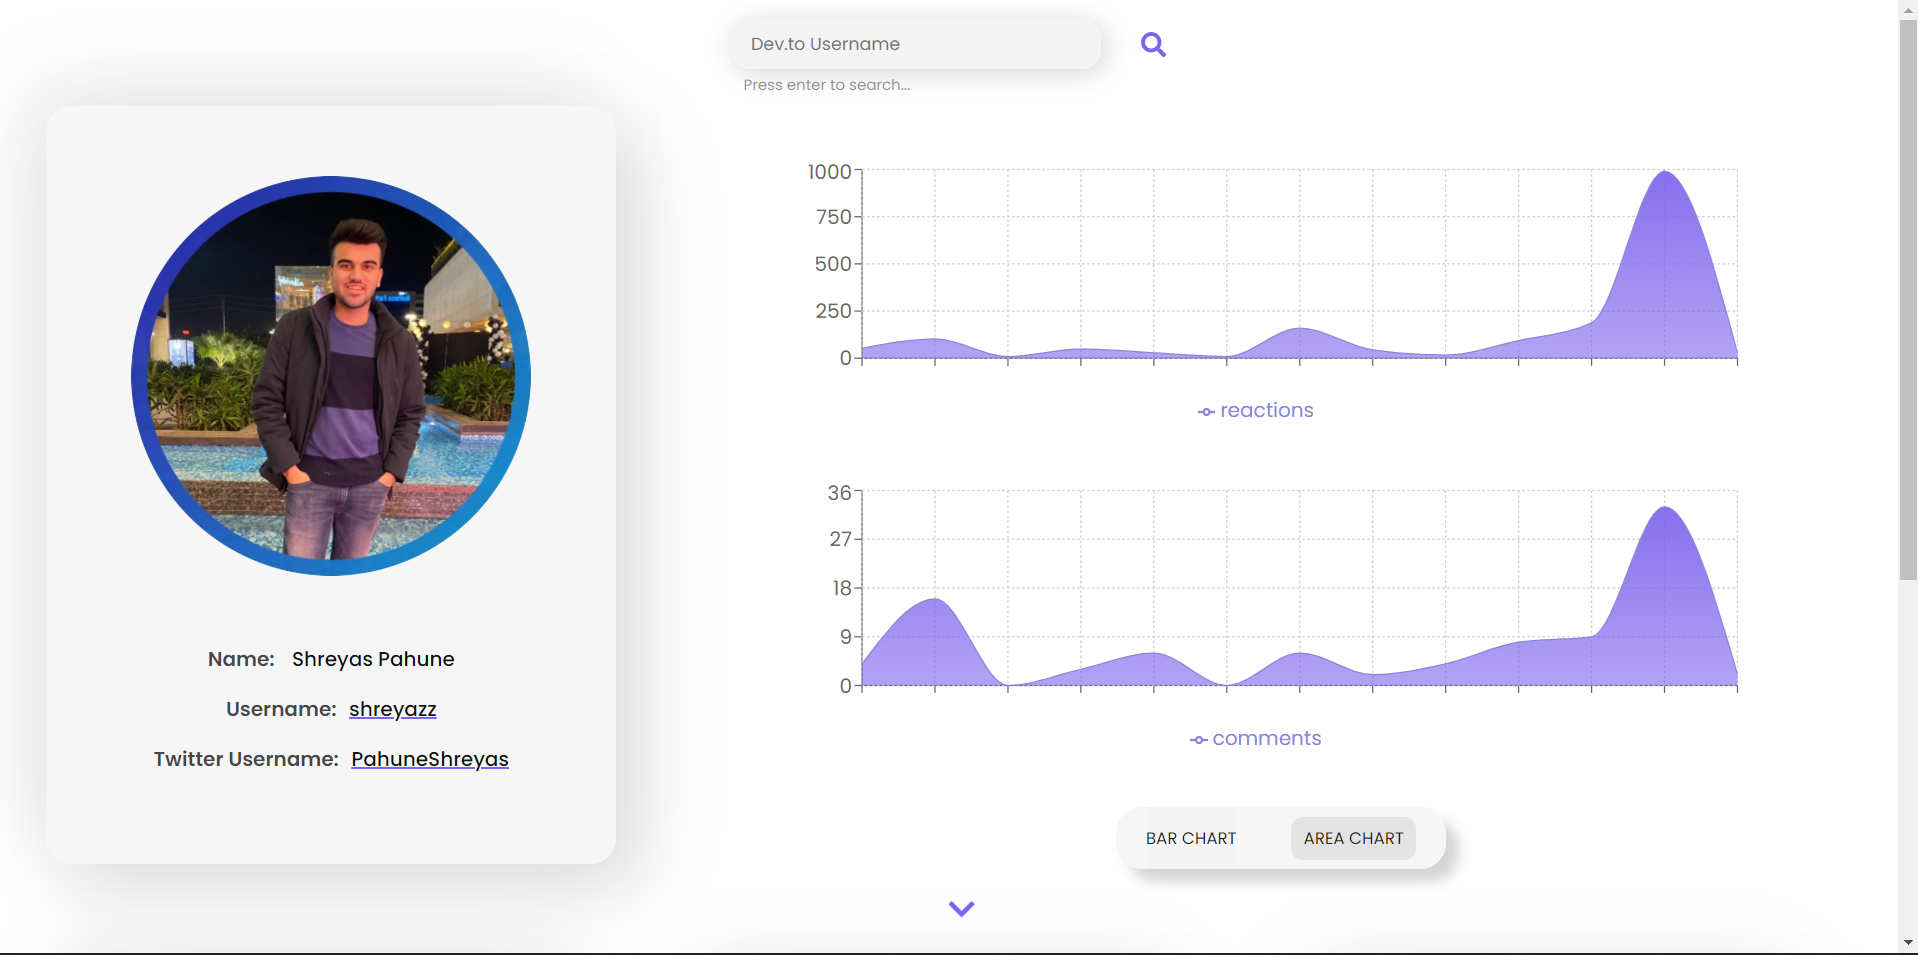 Dev.to Username
Press enter to search...
Name: Shreyas Pahune
Username: shreyazz
Twitter Username: PahuneShreyas
1000
750
500
250
0
reactions
36
27
18
9
0
comments
BAR CHART AREA CHART